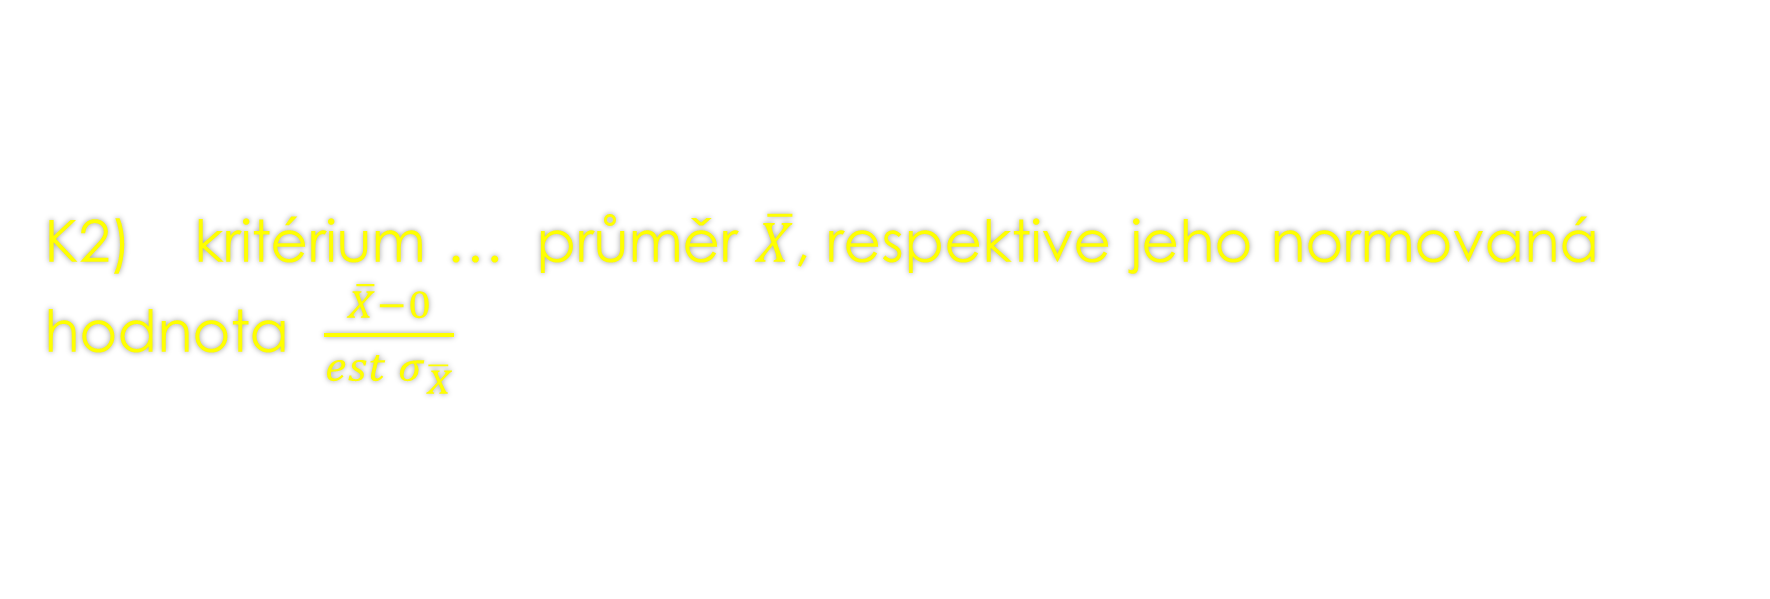 K2) kritérium … průměr X̄, respektive jeho normovaná
hodnota (X̄−0)/(est σ_X̄)